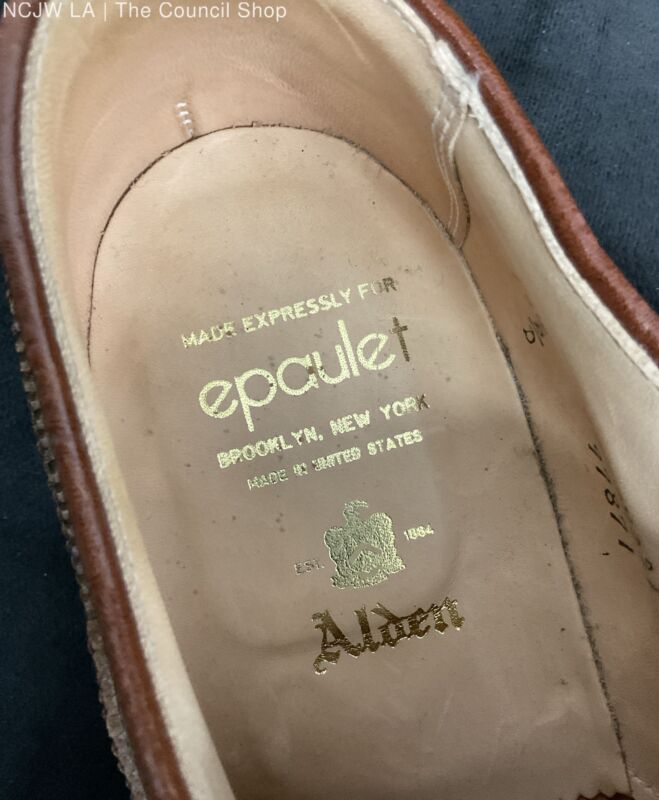 NCJW LA | The Council Shop
MADE EXPRESSLY FOR
epaulet
BROOKLYN, NEW YORK
MADE IN UNITED STATES
EST. 1884
Alden